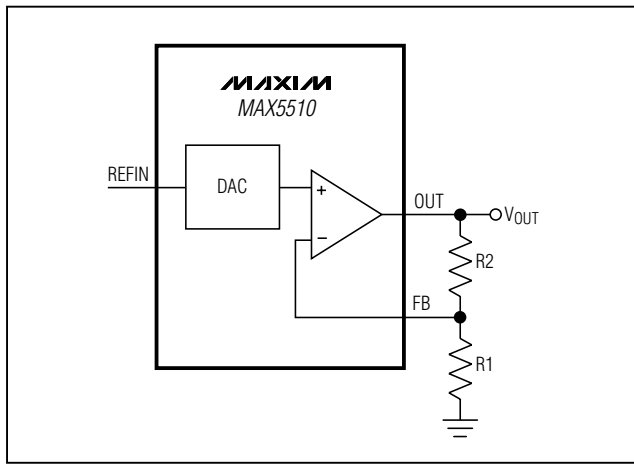 MAXIM
MAX5510
REFIN
DAC
+
−
OUT
VOUT
R2
FB
R1